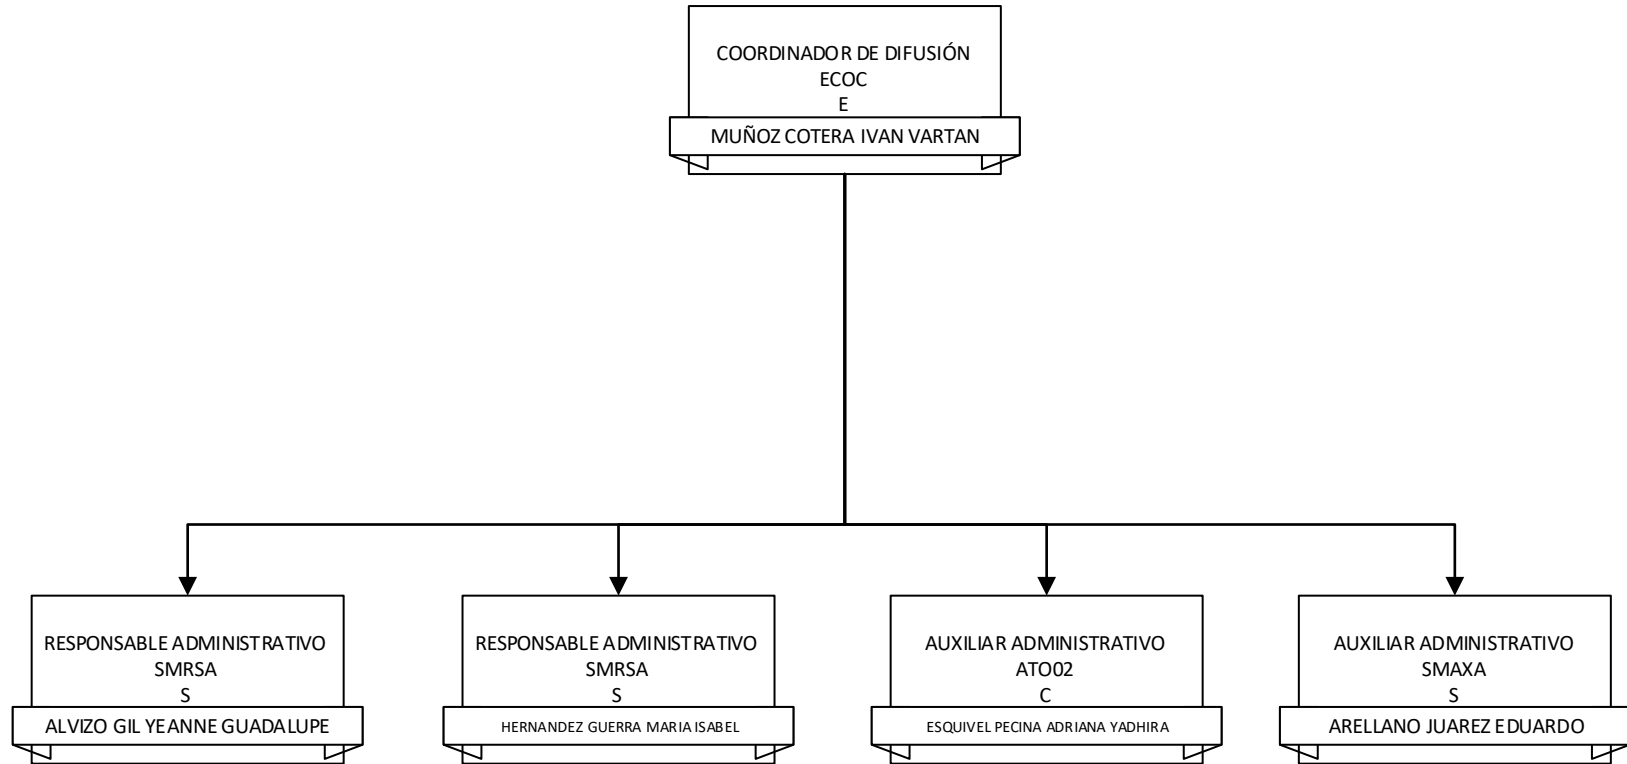 COORDINADOR DE DIFUSIÓN
ECOC
E
MUÑOZ COTERA IVAN VARTAN
RESPONSABLE ADMINISTRATIVO
SMRSA
S
ALVIZO GIL YEANNE GUADALUPE
RESPONSABLE ADMINISTRATIVO
SMRSA
S
HERNANDEZ GUERRA MARIA ISABEL
AUXILIAR ADMINISTRATIVO
ATO02
C
ESQUIVEL PECINA ADRIANA YADHIRA
AUXILIAR ADMINISTRATIVO
SMAXA
S
ARELLANO JUAREZ EDUARDO